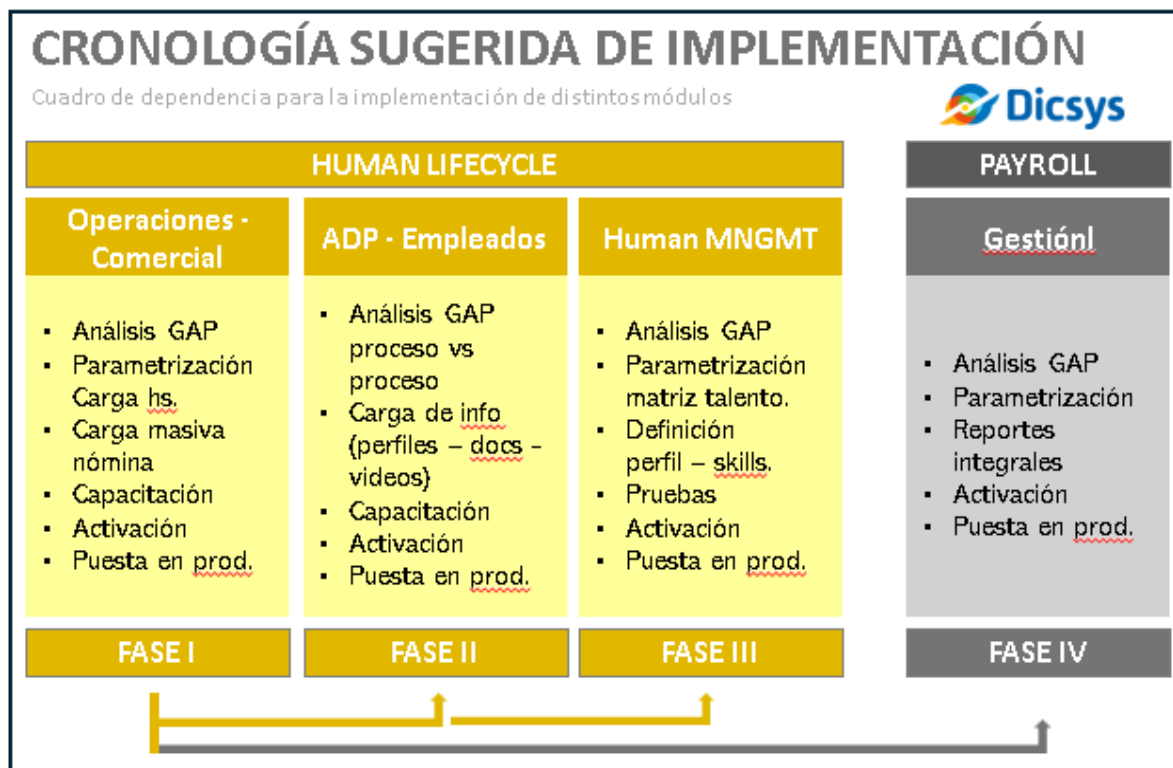 CRONOLOGÍA SUGERIDA DE IMPLEMENTACIÓN
Cuadro de dependencia para la implementación de distintos módulos
Dicsys
HUMAN LIFECYCLE
Operaciones -
Comercial
▪ Análisis GAP
▪ Parametrización
Carga hs.
▪ Carga masiva
nómina
▪ Capacitación
▪ Activación
▪ Puesta en prod.
FASE I
ADP - Empleados
▪ Análisis GAP
proceso vs
proceso
▪ Carga de info
(perfiles – docs -
videos)
▪ Capacitación
▪ Activación
▪ Puesta en prod.
FASE II
Human MNGMT
▪ Análisis GAP
▪ Parametrización
matriz talento.
▪ Definición
perfil – skills.
▪ Pruebas
▪ Activación
▪ Puesta en prod.
FASE III
PAYROLL
Gestiónl
▪ Análisis GAP
▪ Parametrización
▪ Reportes
integrales
▪ Activación
▪ Puesta en prod.
FASE IV